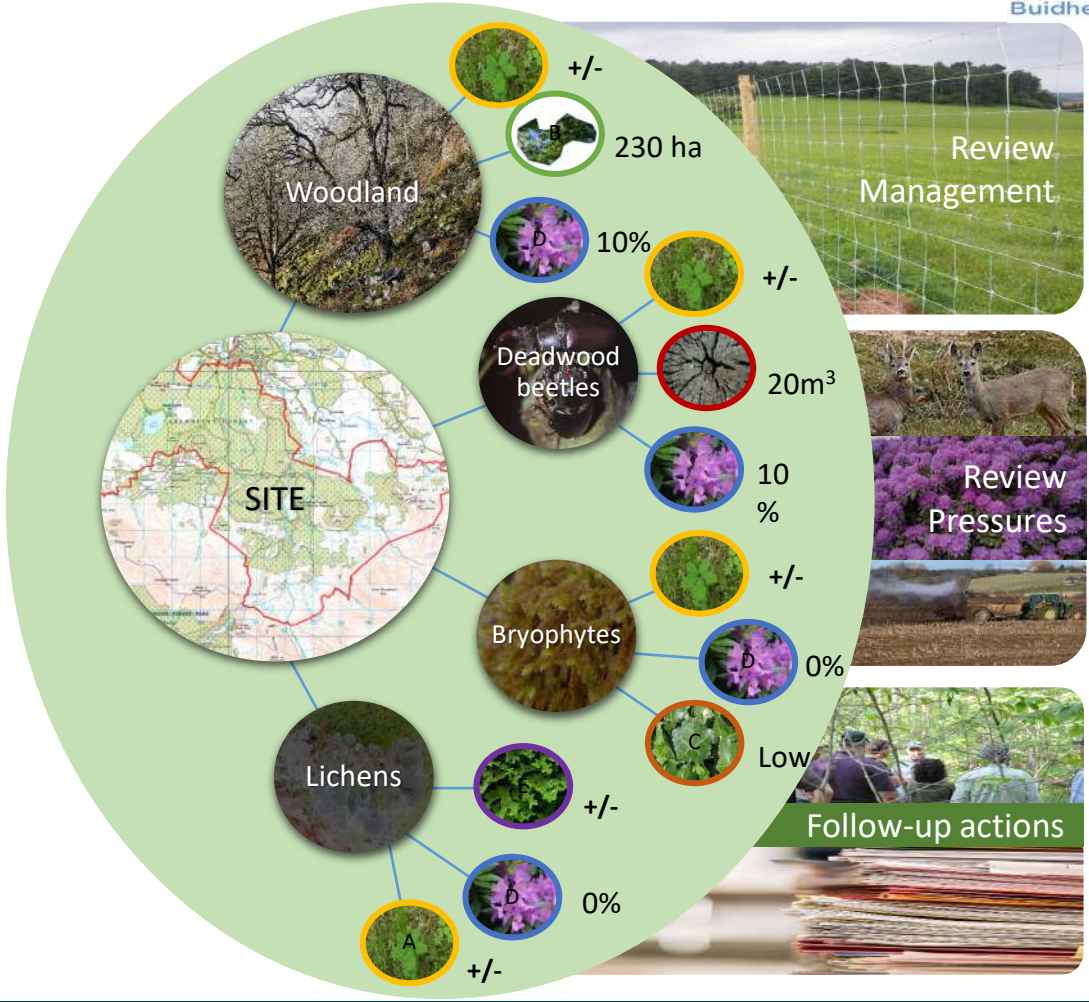 Buidhe
+/-
B
230 ha
Woodland
D
10%
+/-
Review
Management
Deadwood
beetles
20m³
10
%
SITE
Review
Pressures
+/-
Bryophytes
D
0%
C
Low
Lichens
E
+/-
Follow-up actions
D
0%
A
+/-